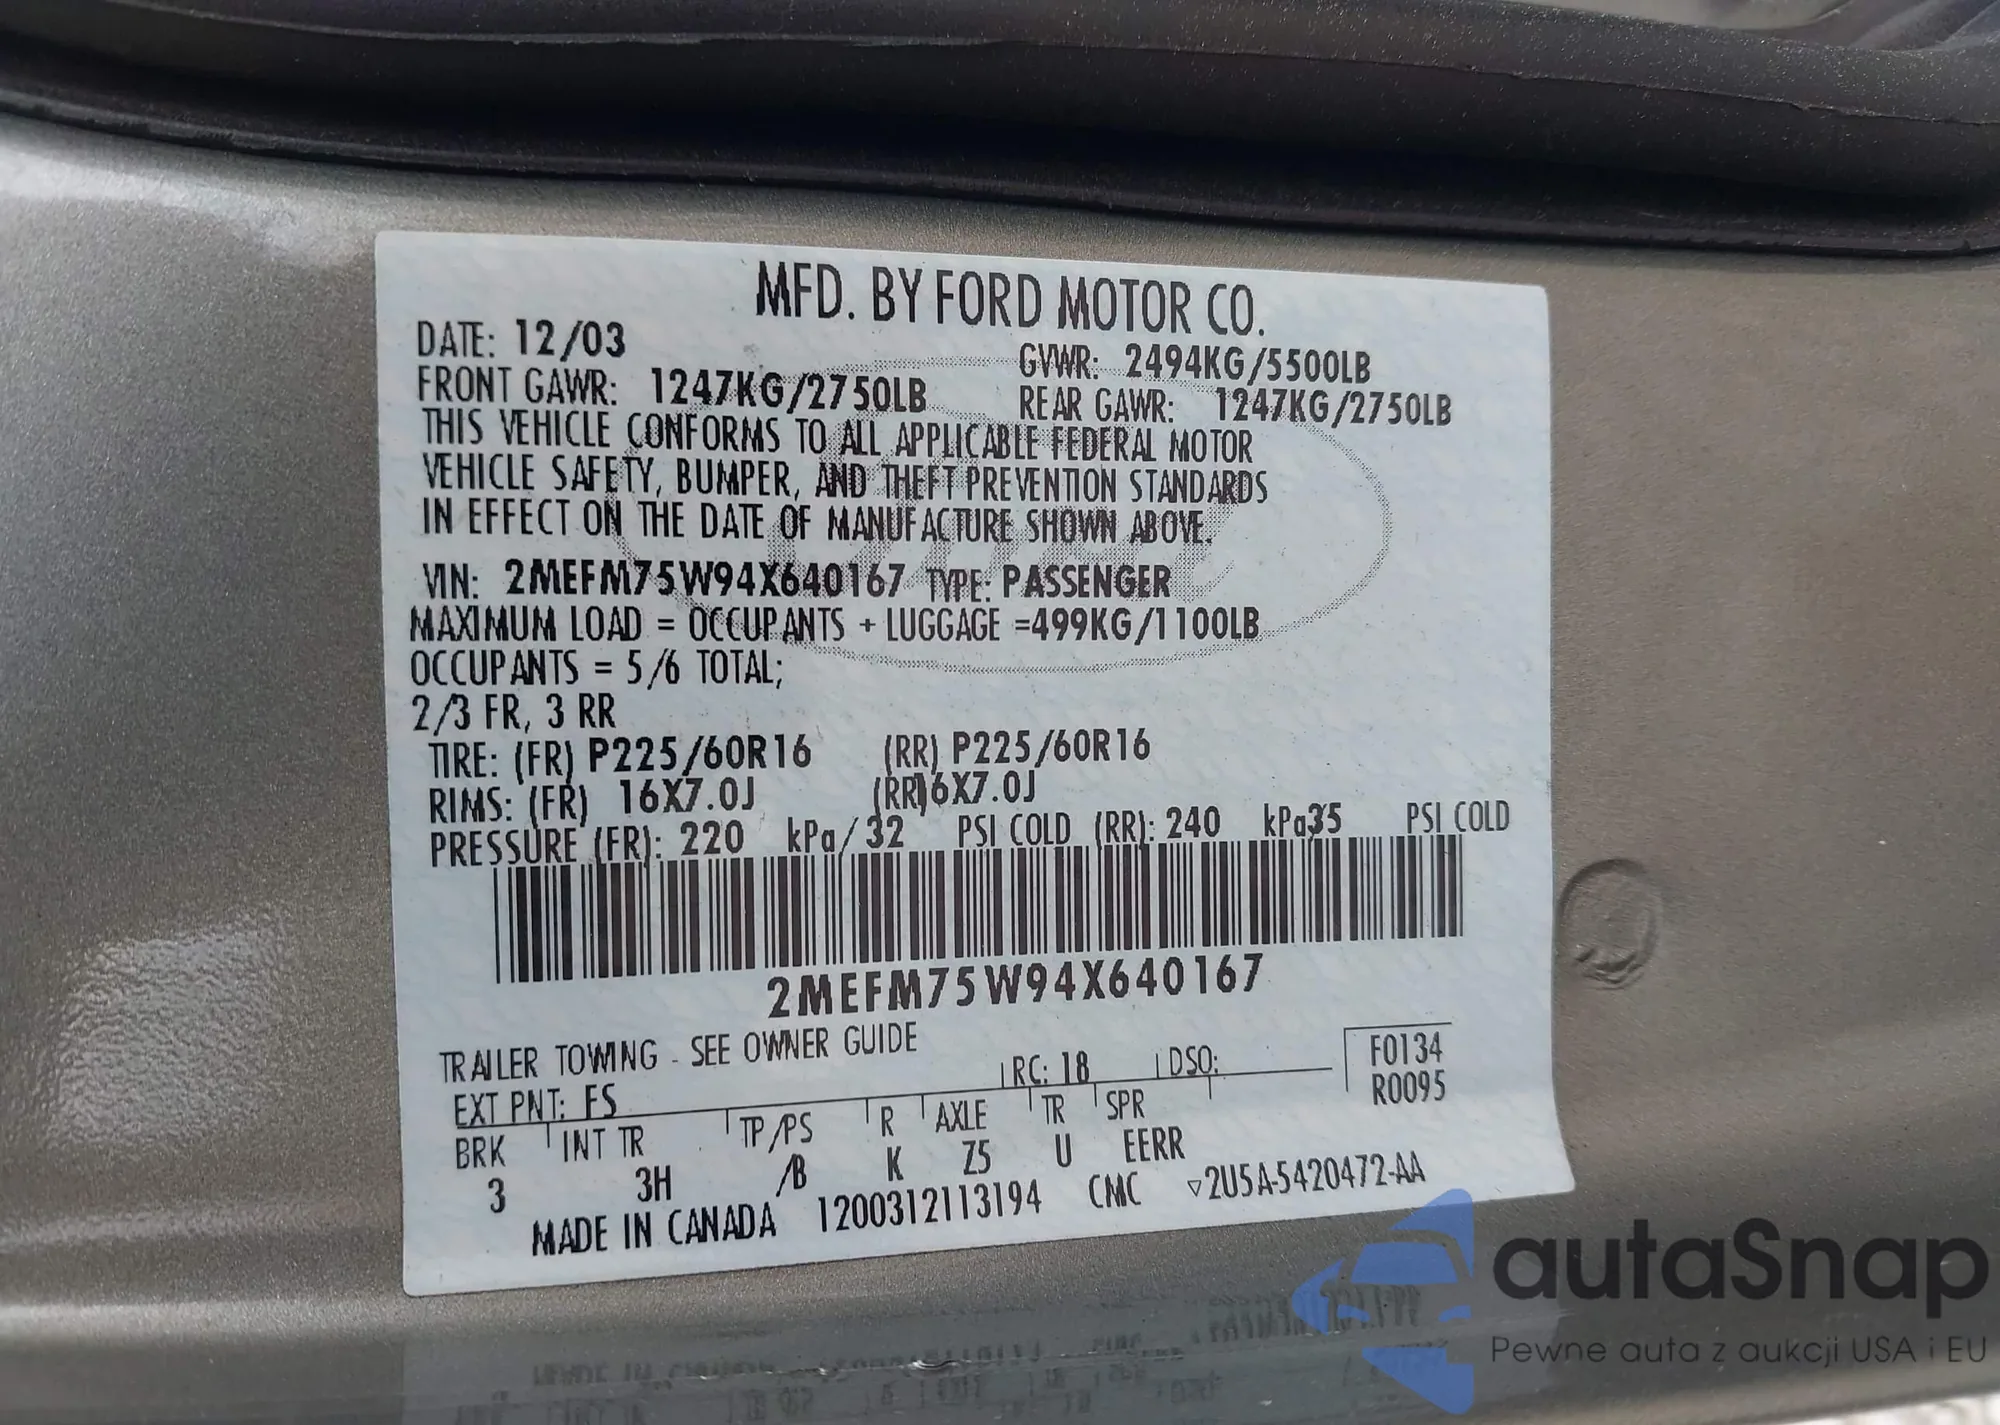 MFD. BY FORD MOTOR CO.
DATE: 12/03
GVWR: 2494KG/5500LB
FRONT GAWR: 1247KG/2750LB
REAR GAWR: 1247KG/2750LB
THIS VEHICLE CONFORMS TO ALL APPLICABLE FEDERAL MOTOR
VEHICLE SAFETY, BUMPER, AND THEFT PREVENTION STANDARDS
IN EFFECT ON THE DATE OF MANUFACTURE SHOWN ABOVE.
VIN: 2MEFM75W94X640167 TYPE: PASSENGER
MAXIMUM LOAD = OCCUPANTS + LUGGAGE =499KG/1100LB
OCCUPANTS = 5/6 TOTAL;
2/3 FR, 3 RR
TIRE: (FR) P225/60R16 (RR) P225/60R16
RIMS: (FR) 16X7.0J (RR)16X7.0J
PRESSURE (FR): 220 kPa/ 32 PSI COLD (RR): 240 kPa35 PSI COLD
2MEFM75W94X640167
TRAILER TOWING - SEE OWNER GUIDE
EXT PNT: FS RC: 18 DSO:
F0134
R0095
BRK INT TR TP/PS R AXLE TR SPR
3 3H /B K Z5 U EERR
MADE IN CANADA 1200312113194 CMC ▽2U5A-5420472-AA
autaSnap
Pewne auta z aukcji USA i EU